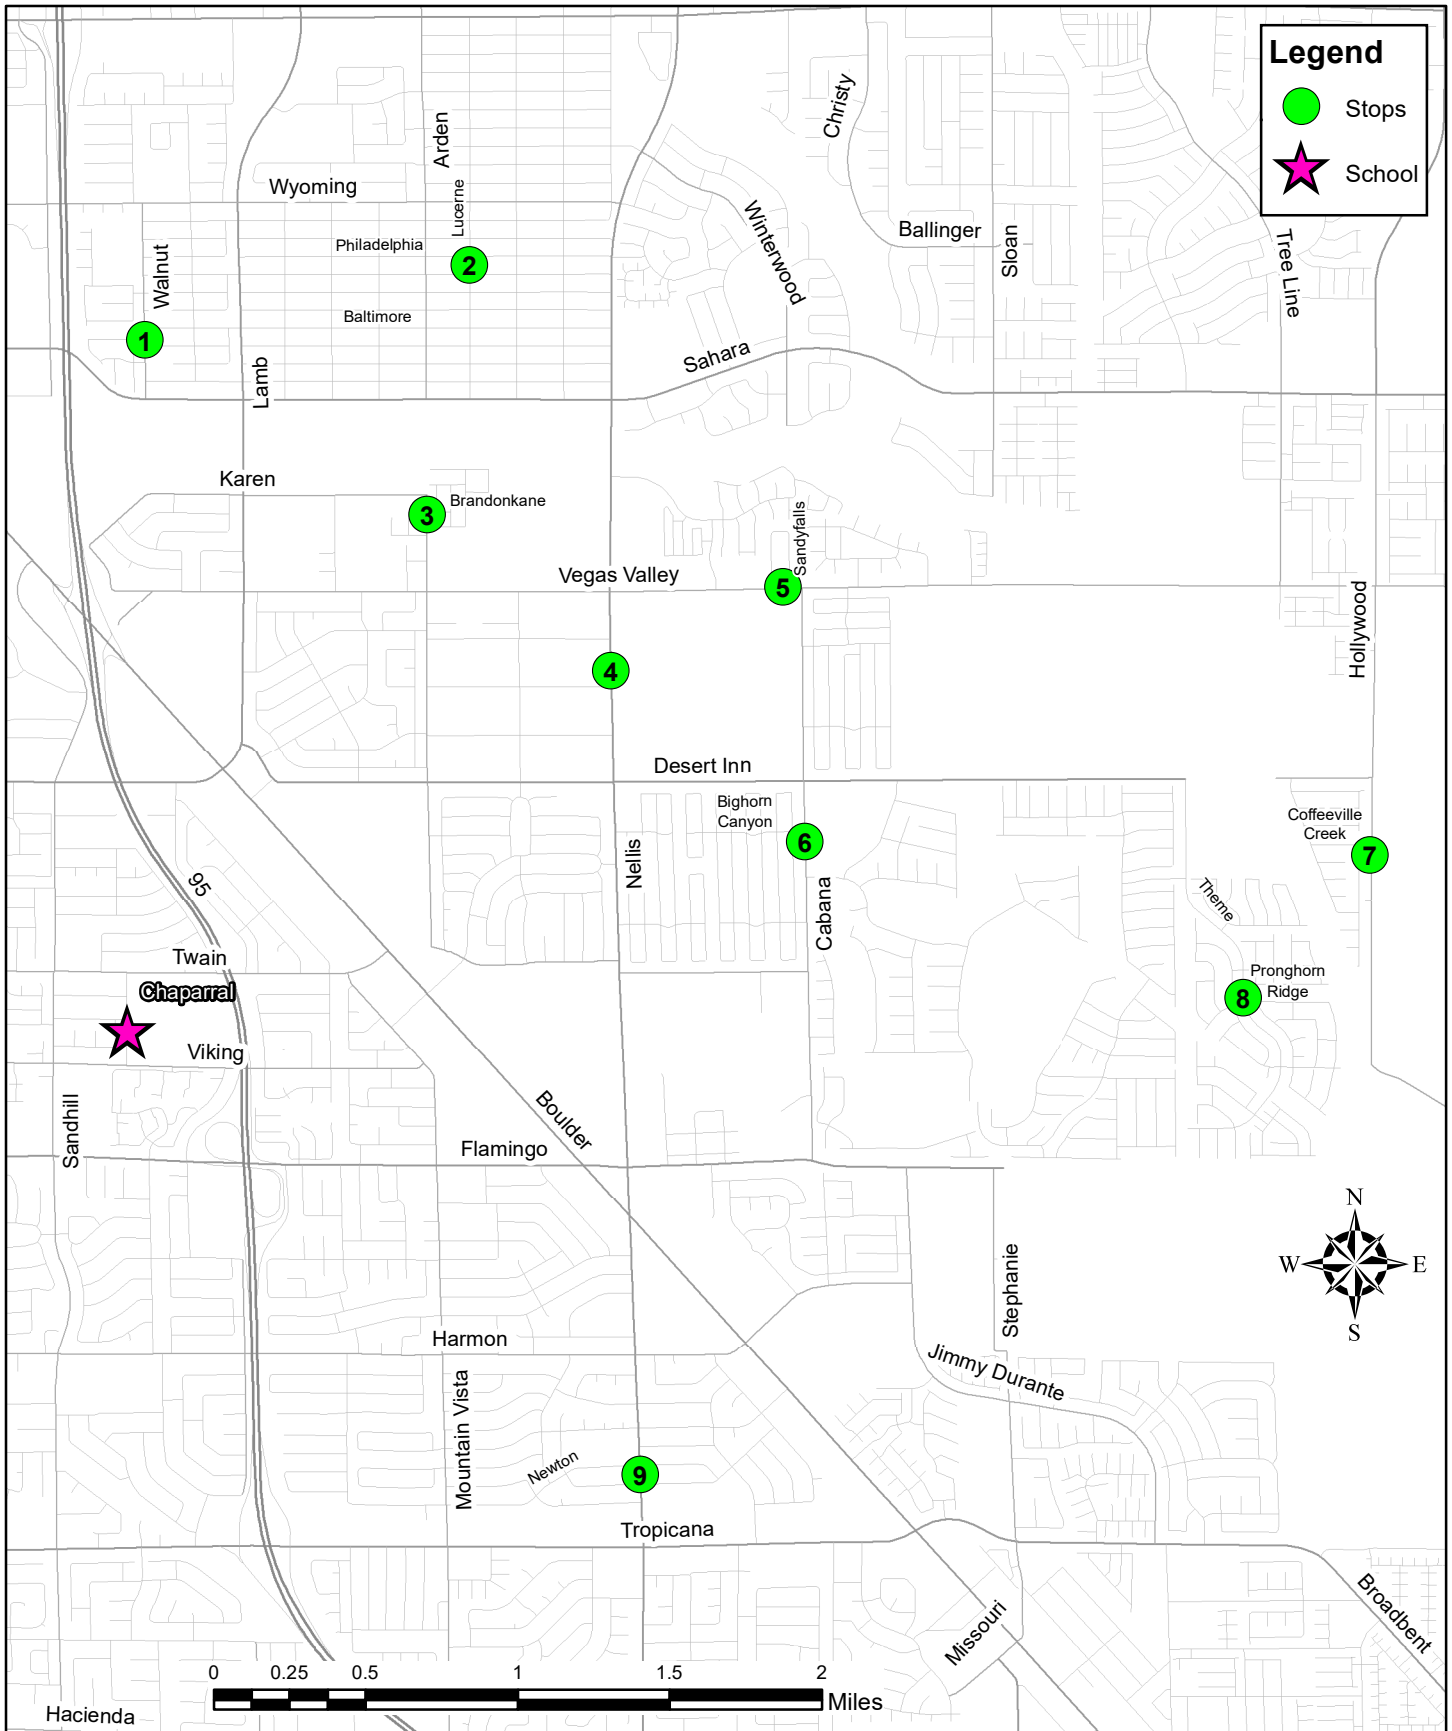 Legend
Stops
School
Christy
Arden
Wyoming
Lucerne
Winterwood
Ballinger
Sloan
Tree Line
Philadelphia
2
Walnut
Baltimore
1
Sahara
Lamb
Karen
Brandonkane
3
Sandyfalls
Vegas Valley
5
Hollywood
4
Desert Inn
Bighorn
Canyon
6
Coffeeville
Creek
7
Nellis
95
Cabana
Theme
Twain
Chaparral
Pronghorn
Ridge
8
Viking
Sandhill
Boulder
Flamingo
N
W
E
S
Stephanie
Harmon
Jimmy Durante
Mountain Vista
Newton
9
Tropicana
Missouri
Broadbent
0 0.25 0.5 1 1.5 2
Miles
Hacienda